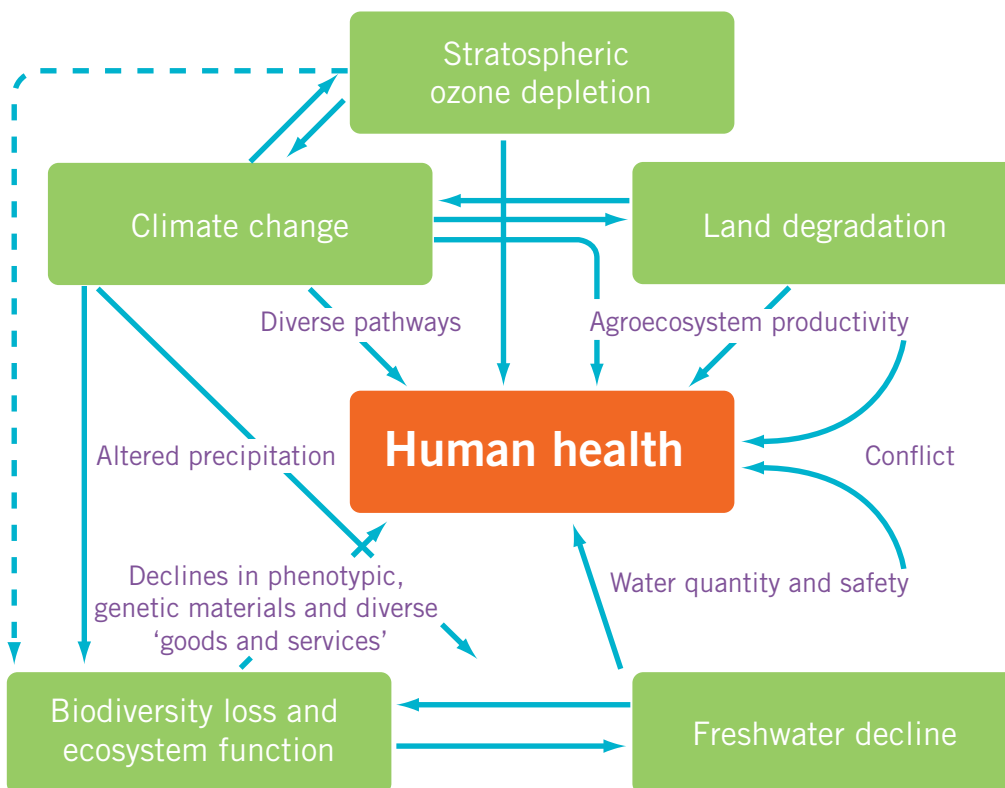 Stratospheric
ozone depletion
Climate change
Land degradation
Diverse pathways
Agroecosystem productivity
Human health
Altered precipitation
Conflict
Declines in phenotypic,
genetic materials and diverse
‘goods and services’
Water quantity and safety
Biodiversity loss and
ecosystem function
Freshwater decline